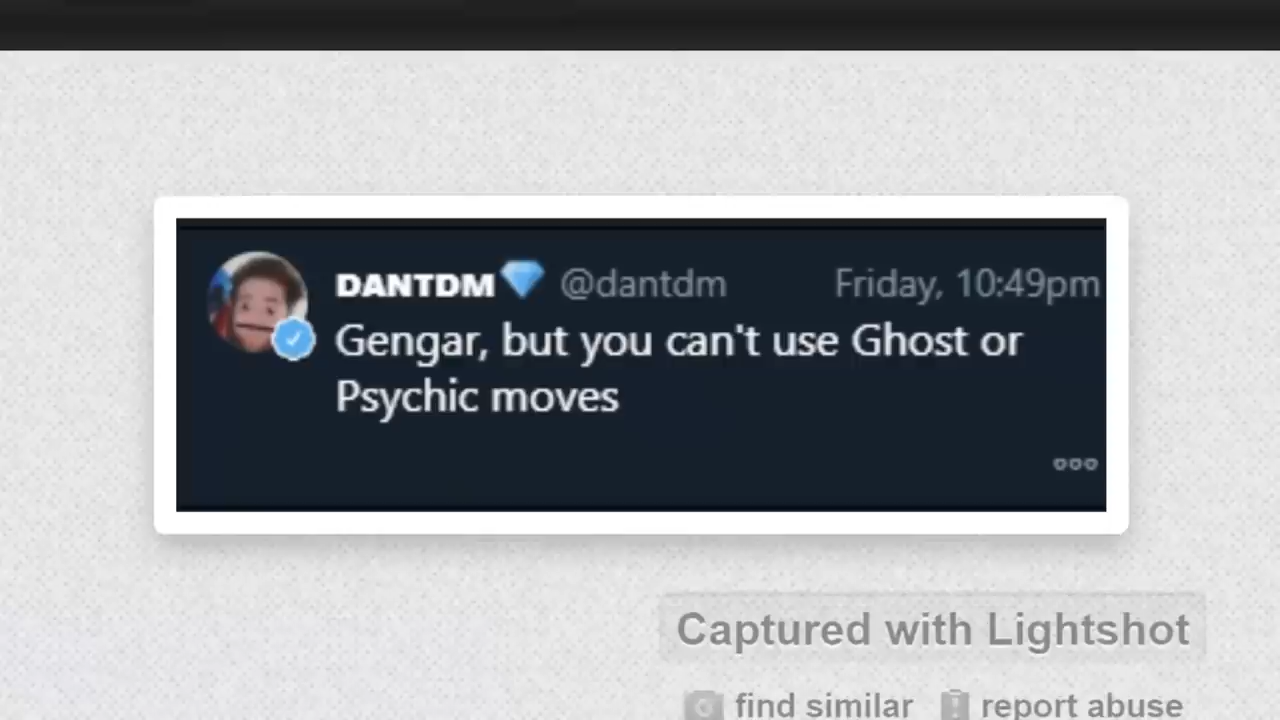 DANTDM💎 @dantdm Friday, 10:49pm
Gengar, but you can't use Ghost or
Psychic moves
Captured with Lightshot
find similar report abuse